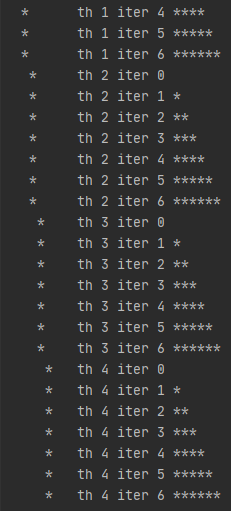 *      th 1 iter 4 ****
*      th 1 iter 5 *****
*      th 1 iter 6 ******
 *     th 2 iter 0
 *     th 2 iter 1 *
 *     th 2 iter 2 **
 *     th 2 iter 3 ***
 *     th 2 iter 4 ****
 *     th 2 iter 5 *****
 *     th 2 iter 6 ******
  *    th 3 iter 0
  *    th 3 iter 1 *
  *    th 3 iter 2 **
  *    th 3 iter 3 ***
  *    th 3 iter 4 ****
  *    th 3 iter 5 *****
  *    th 3 iter 6 ******
   *   th 4 iter 0
   *   th 4 iter 1 *
   *   th 4 iter 2 **
   *   th 4 iter 3 ***
   *   th 4 iter 4 ****
   *   th 4 iter 5 *****
   *   th 4 iter 6 ******